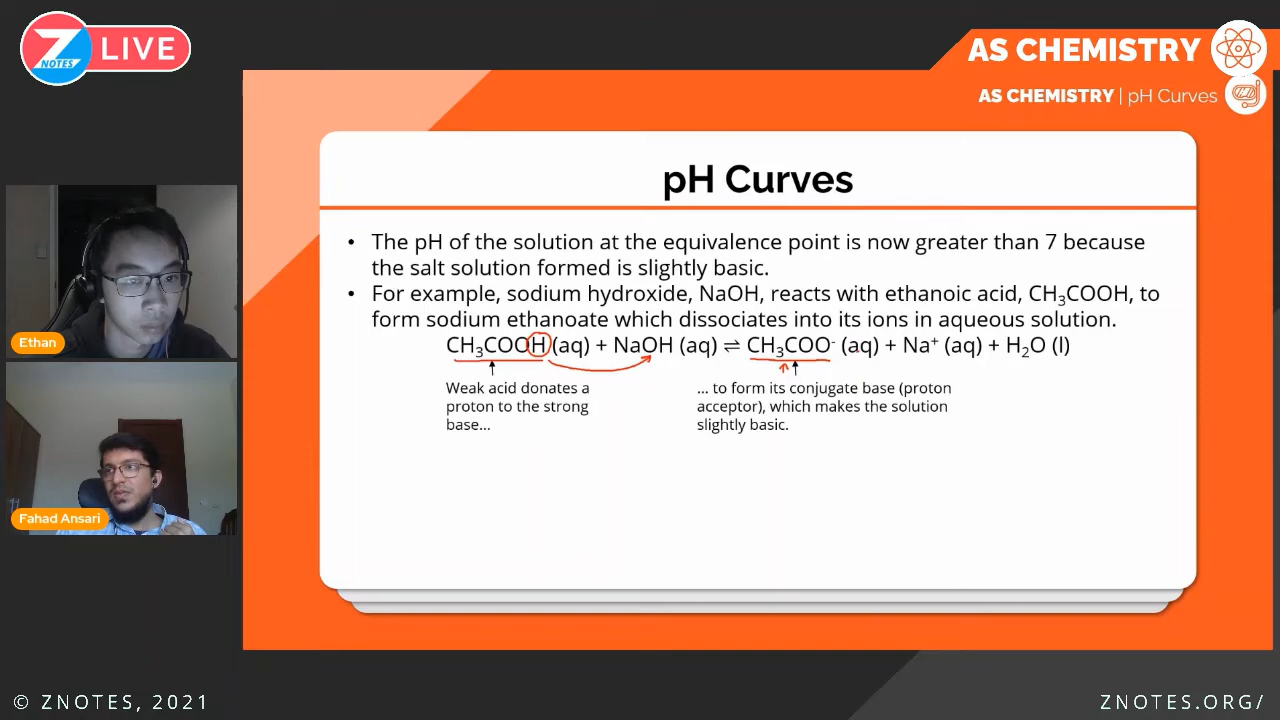 Z NOTES LIVE
AS CHEMISTRY
AS CHEMISTRY | pH Curves
pH Curves
• The pH of the solution at the equivalence point is now greater than 7 because
the salt solution formed is slightly basic.
• For example, sodium hydroxide, NaOH, reacts with ethanoic acid, CH₃COOH, to
form sodium ethanoate which dissociates into its ions in aqueous solution.
CH₃COOH (aq) + NaOH (aq) ⇌ CH₃COO⁻ (aq) + Na⁺ (aq) + H₂O (l)
Weak acid donates a
proton to the strong
base...
... to form its conjugate base (proton
acceptor), which makes the solution
slightly basic.
Ethan
Fahad Ansari
© ZNOTES, 2021
ZNOTES.ORG/